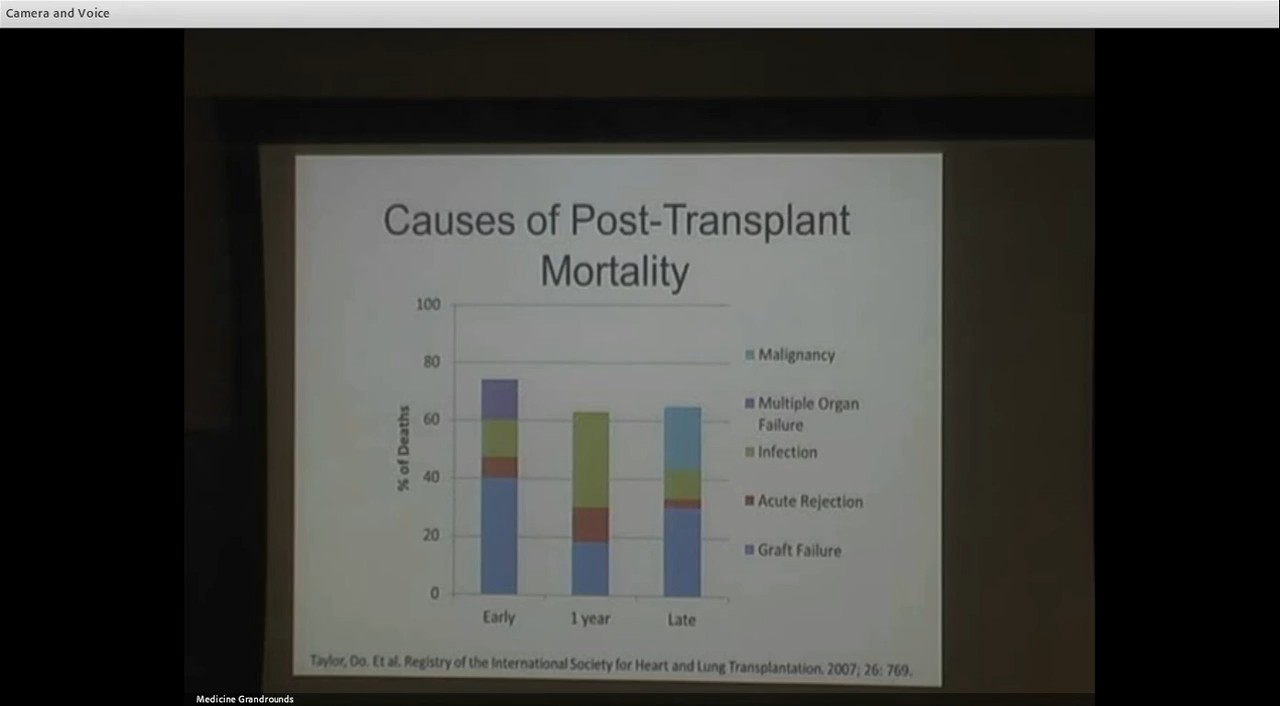 Camera and Voice
Causes of Post-Transplant
Mortality
100
80
60
40
20
0
% of Deaths
Early
1 year
Late
Malignancy
Multiple Organ
Failure
Infection
Acute Rejection
Graft Failure
Taylor, Do. Et al. Registry of the International Society for Heart and Lung Transplantation. 2007; 26: 769.
Medicine Grandrounds